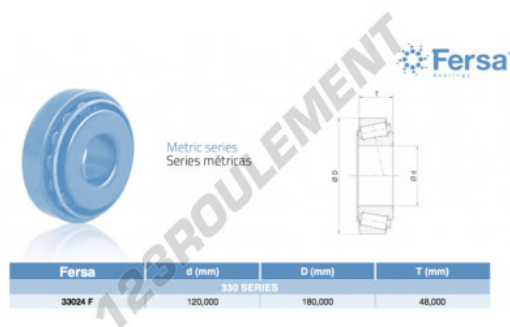 Fersa
Bearings
Metric series
Series métricas
T
Ø D
Ø d
123ROULEMENT
Fersa d (mm) D (mm) T (mm)
330 SERIES
33024 F 120,000 180,000 48,000